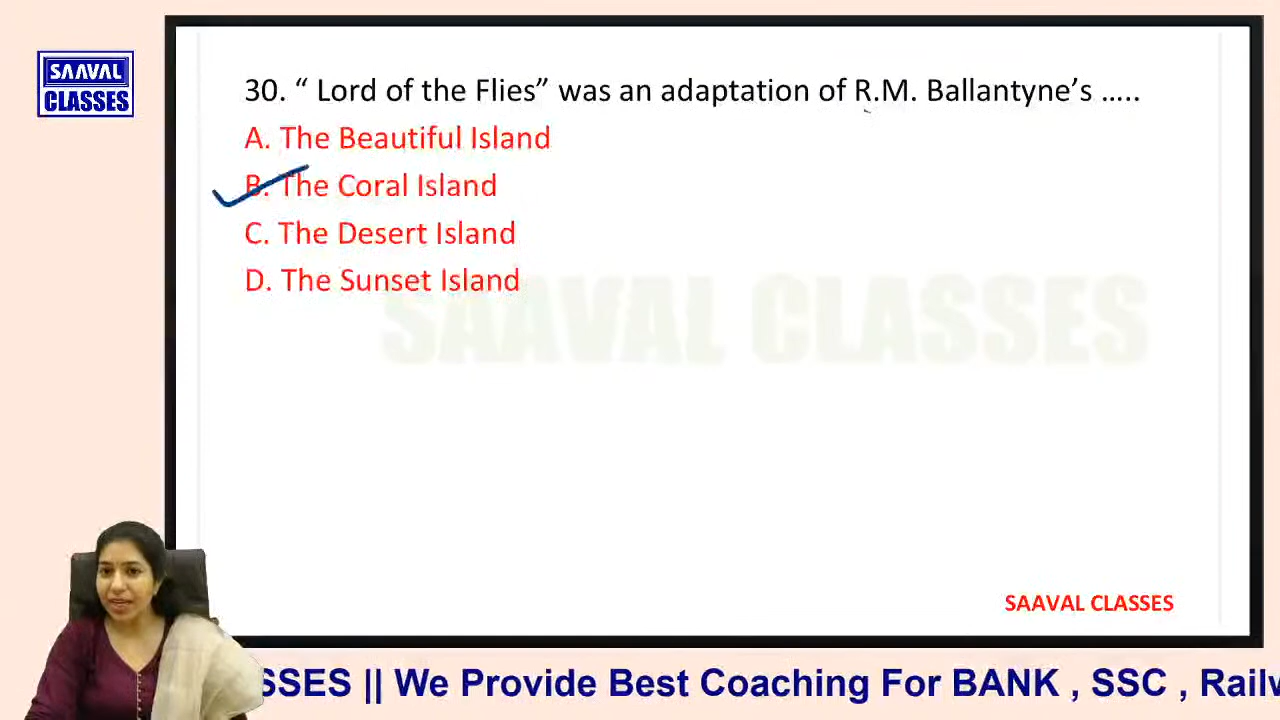 SAAVAL
CLASSES
30. “ Lord of the Flies” was an adaptation of R.M. Ballantyne’s …..
A. The Beautiful Island
B. The Coral Island
C. The Desert Island
D. The Sunset Island
SAAVAL CLASSES
SAAVAL CLASSES
SSES || We Provide Best Coaching For BANK , SSC , Railw